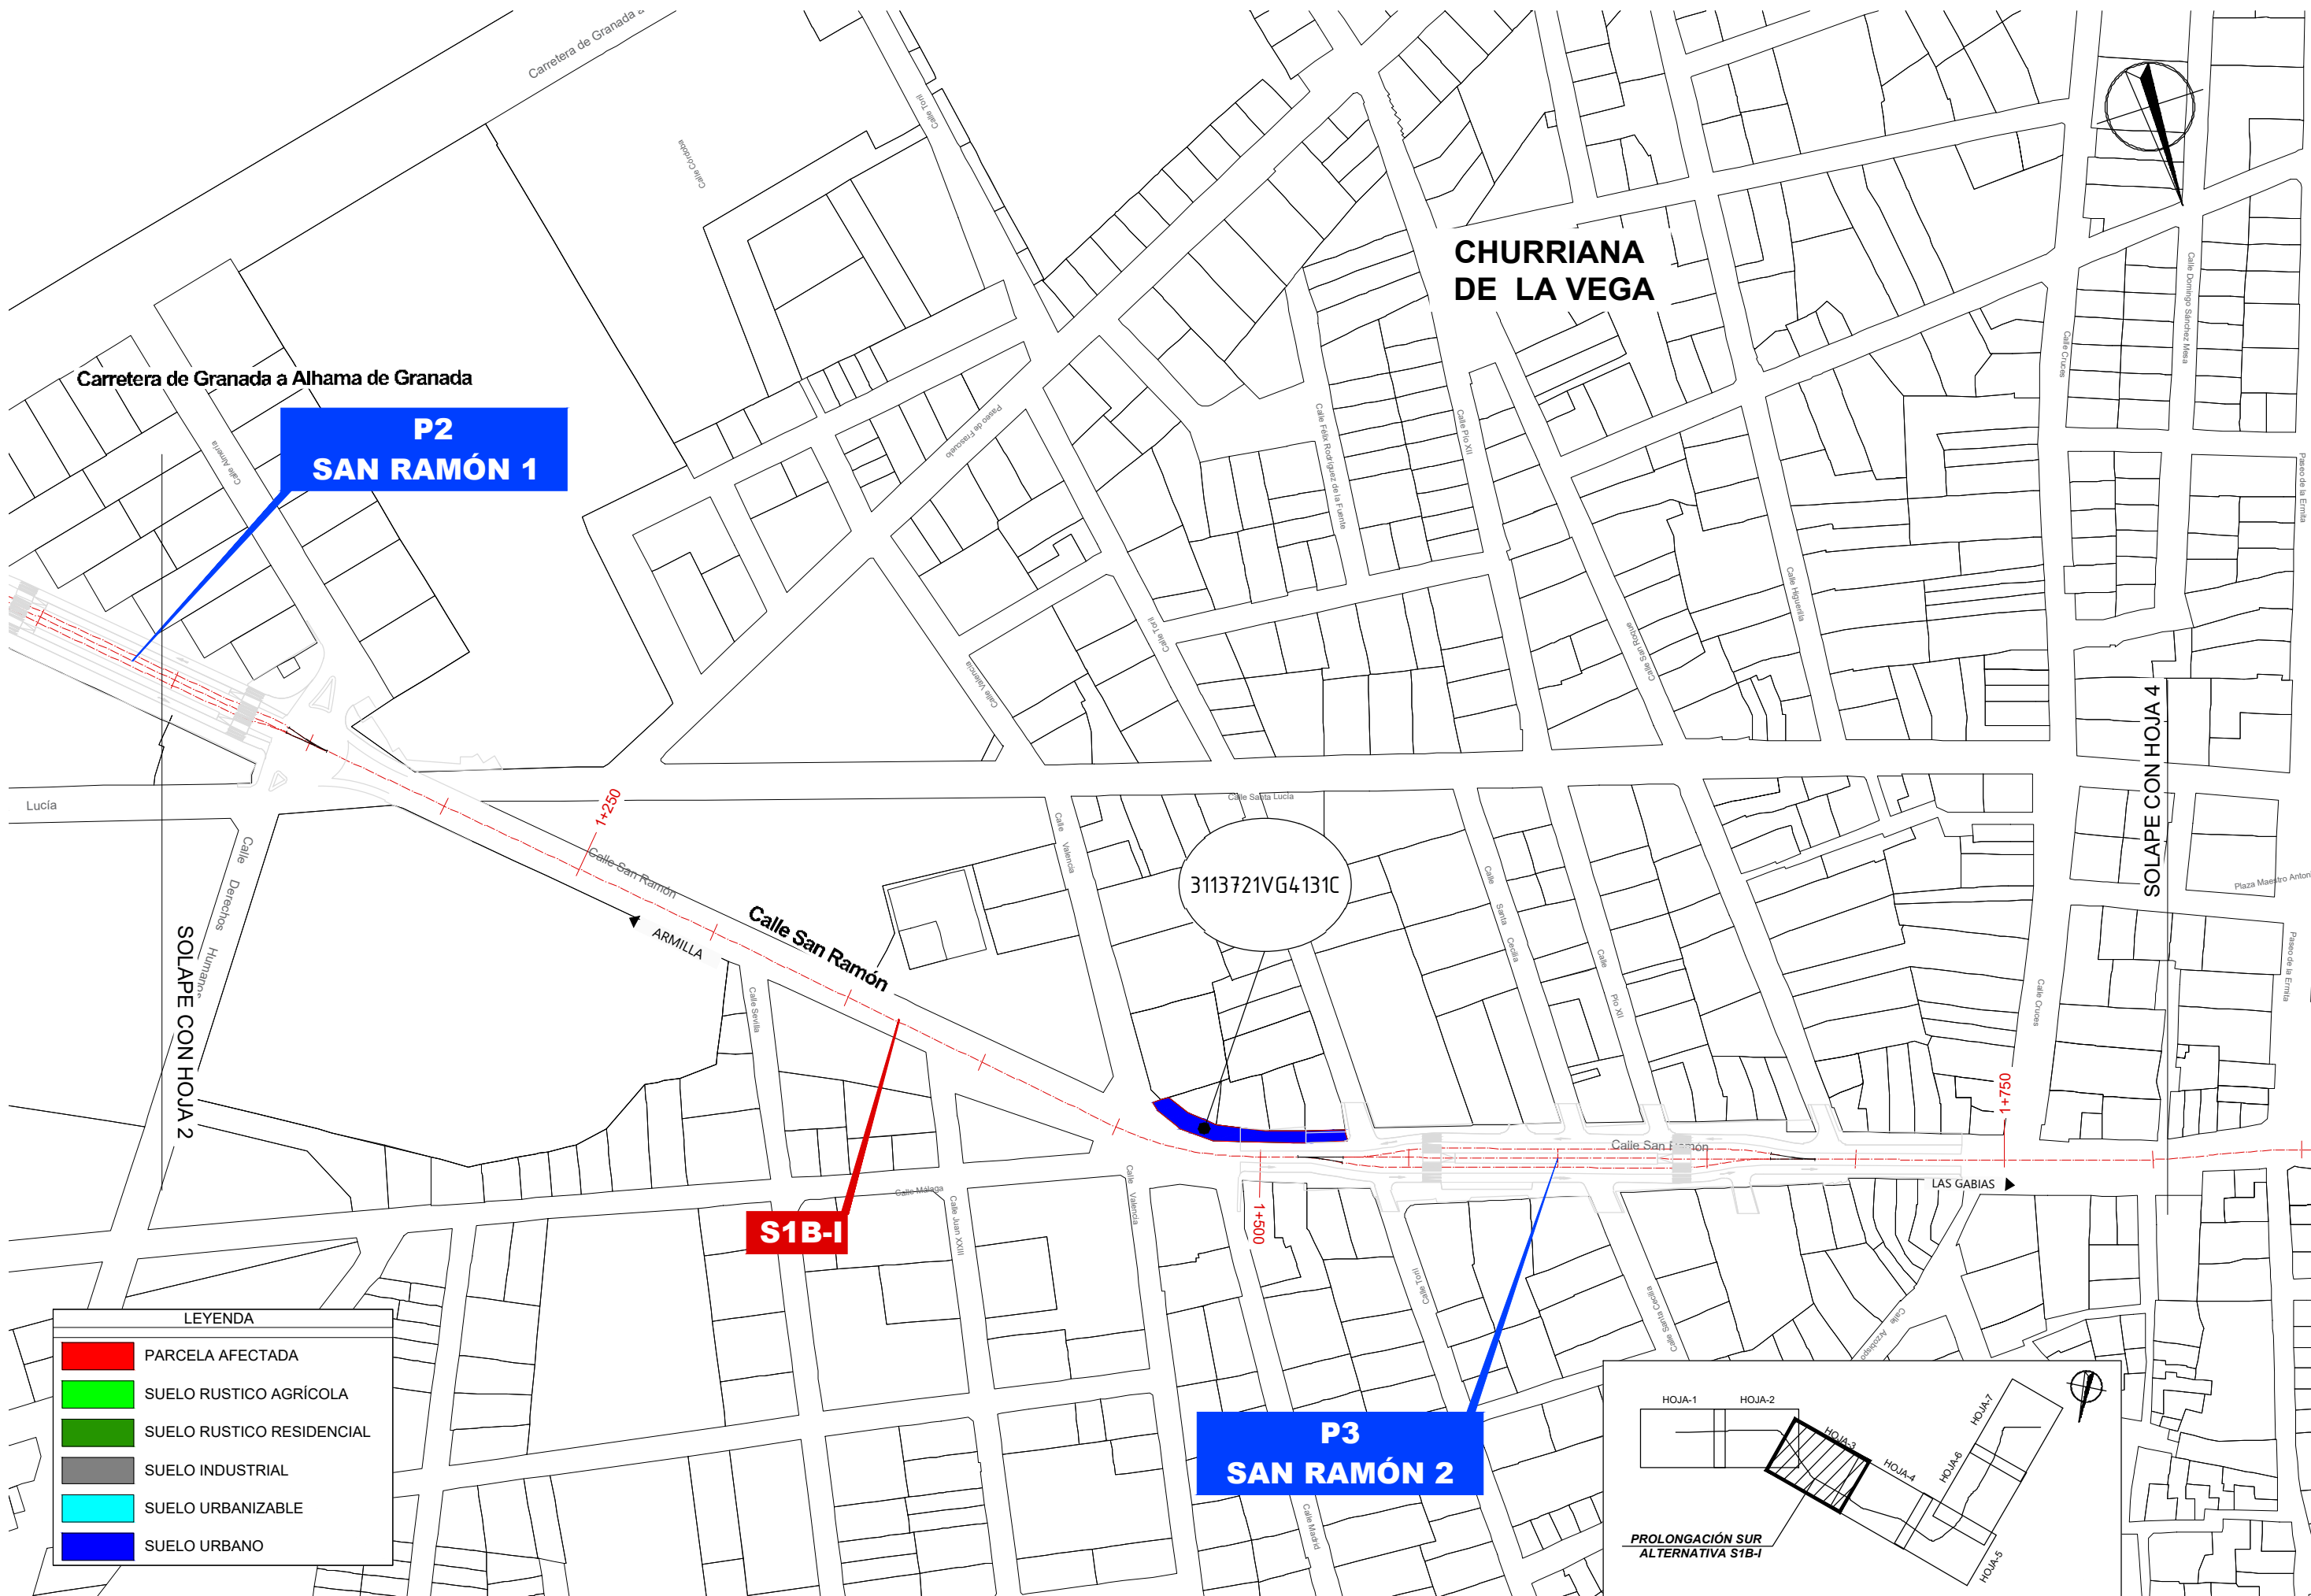 Carretera de Granada a
Calle Toril
Calle Córdoba
CHURRIANA
DE LA VEGA
Calle Domingo Sánchez Mesa
Calle Cruces
Carretera de Granada a Alhama de Granada
P2
SAN RAMÓN 1
Calle Almería
Paseo de Frascuelo
Calle Félix Rodríguez de la Fuente
Calle Pío XII
Paseo de la Ermita
Calle Higuerilla
Calle San Roque
Calle Toril
Calle Valencia
SOLAPE CON HOJA 4
Lucía
Calle Santa Lucía
1+250
Calle San Ramón
Calle Derechos Humanos
Calle Valencia
3113721VG4131C
Calle Santa Cecilia
Calle Pío XII
Plaza Maestro Anton
Paseo de la Ermita
Calle Cruces
ARMILLA
Calle San Ramón
SOLAPE CON HOJA 2
Calle Sevilla
1+750
Calle San Ramón
LAS GABIAS
Calle Málaga
Calle Juan XXIII
Calle Valencia
1+500
S1B-I
Calle Toril
Calle Santa Cecilia
Calle Arzobispo
Calle Madrid
P3
SAN RAMÓN 2
LEYENDA
PARCELA AFECTADA
SUELO RUSTICO AGRÍCOLA
SUELO RUSTICO RESIDENCIAL
SUELO INDUSTRIAL
SUELO URBANIZABLE
SUELO URBANO
HOJA-1
HOJA-2
HOJA-3
HOJA-4
HOJA-5
HOJA-6
HOJA-7
PROLONGACIÓN SUR
ALTERNATIVA S1B-I